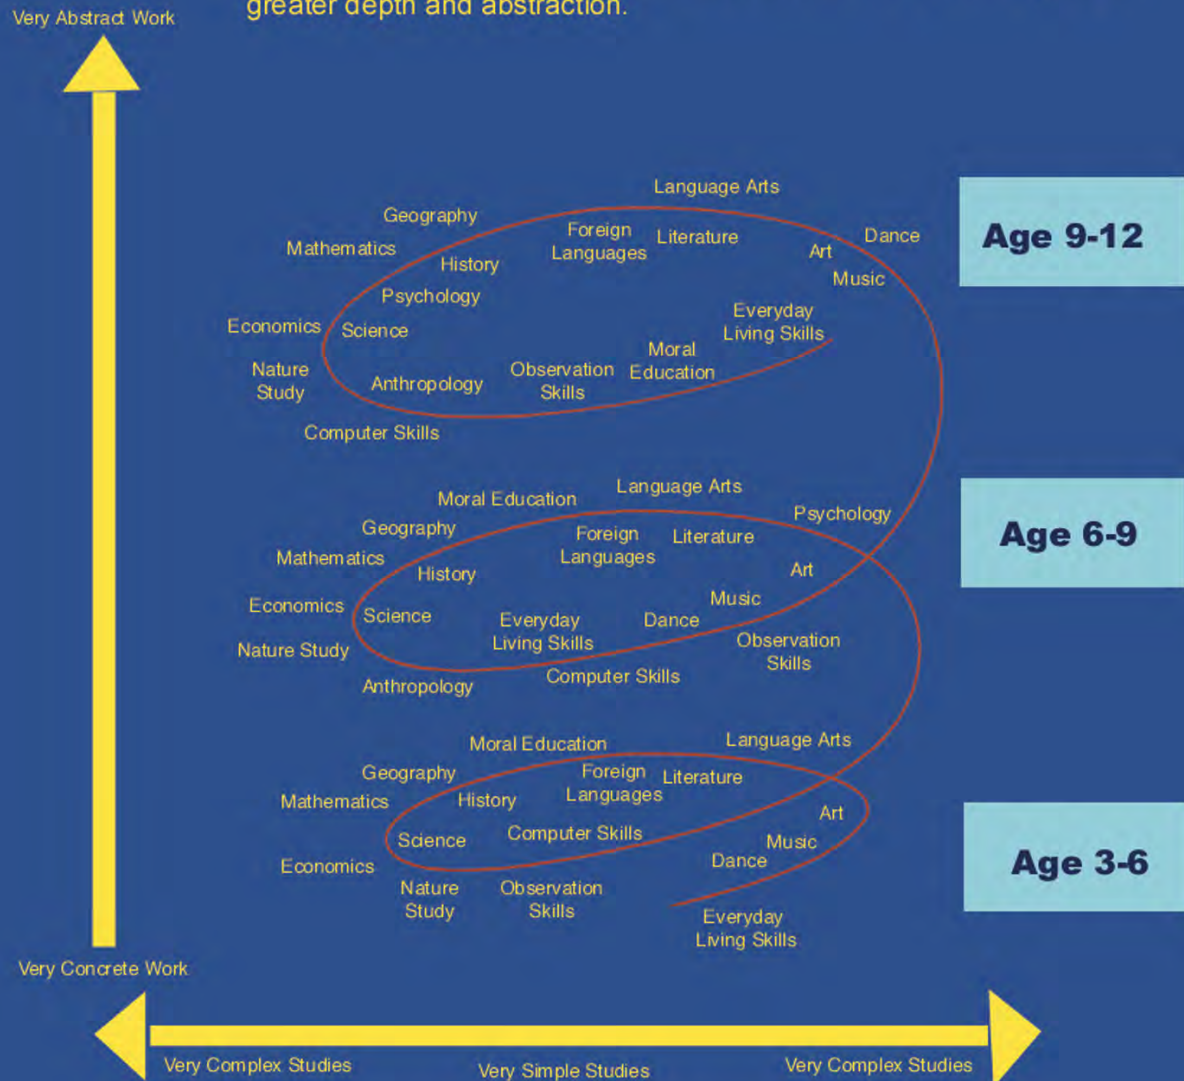 greater depth and abstraction.
Very Abstract Work
Language Arts
Geography
Foreign
Languages
Literature
Dance
Mathematics
History
Art
Music
Psychology
Everyday
Living Skills
Economics
Science
Moral
Education
Nature
Study
Anthropology
Observation
Skills
Computer Skills
Age 9-12
Language Arts
Moral Education
Psychology
Geography
Foreign
Languages
Literature
Mathematics
History
Art
Music
Economics
Science
Everyday
Living Skills
Dance
Nature Study
Observation
Skills
Anthropology
Computer Skills
Age 6-9
Moral Education
Language Arts
Geography
Foreign
Languages
Literature
Mathematics
History
Art
Science
Computer Skills
Music
Dance
Economics
Nature
Study
Observation
Skills
Everyday
Living Skills
Age 3-6
Very Concrete Work
Very Complex Studies
Very Simple Studies
Very Complex Studies